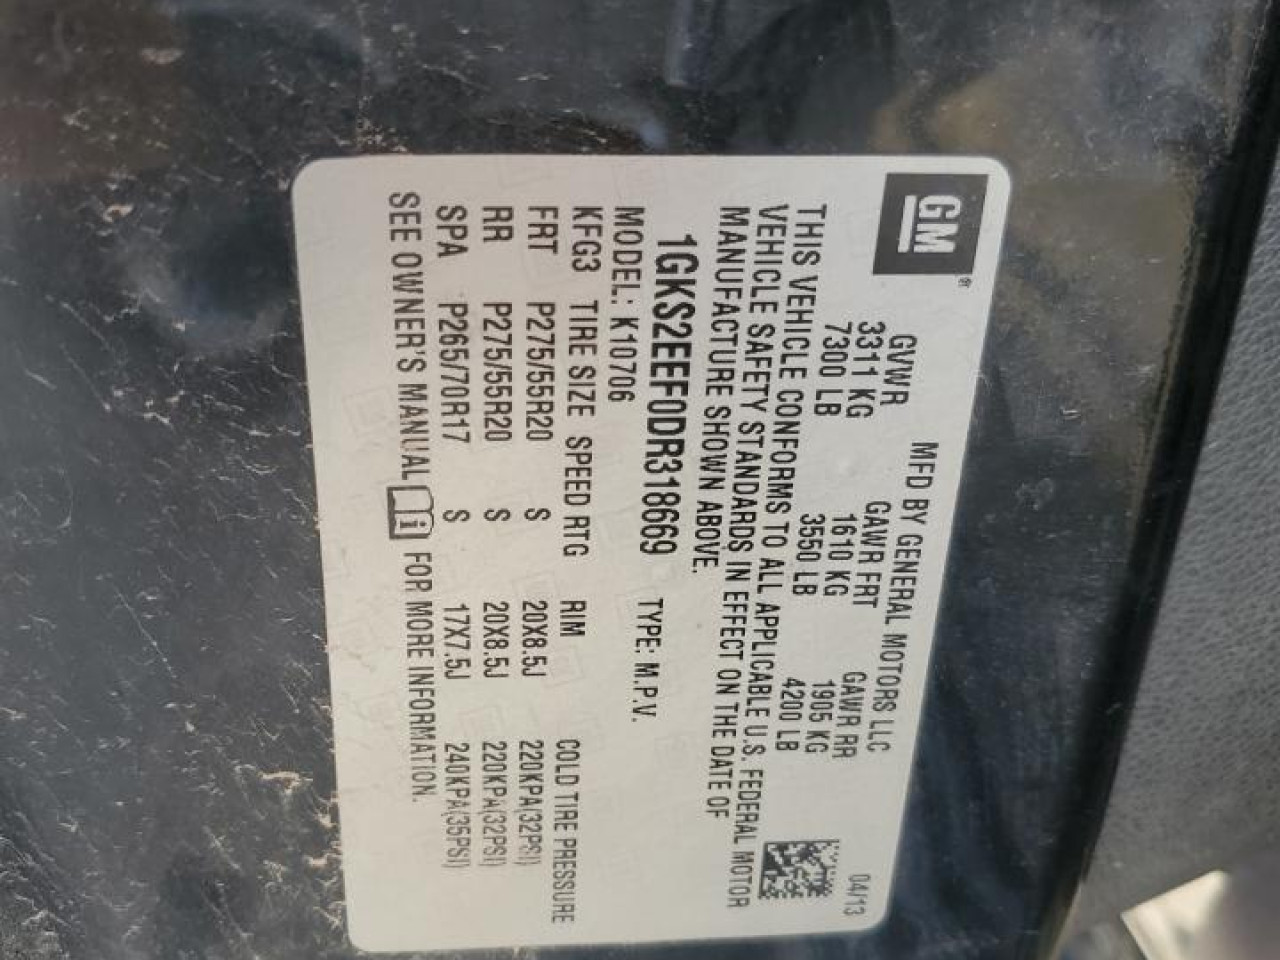 GM®
MFD BY GENERAL MOTORS LLC 04/13
GVWR GAWR FRT GAWR RR
3311 KG 1610 KG 1905 KG
7300 LB 3550 LB 4200 LB
THIS VEHICLE CONFORMS TO ALL APPLICABLE U.S. FEDERAL MOTOR
VEHICLE SAFETY STANDARDS IN EFFECT ON THE DATE OF
MANUFACTURE SHOWN ABOVE.
1GKS2EEF0DR318669 TYPE: M.P.V.
MODEL: K10706
KFG3 TIRE SIZE SPEED RTG RIM COLD TIRE PRESSURE
FRT P275/55R20 S 20X8.5J 220KPA(32PSI)
RR P275/55R20 S 20X8.5J 220KPA(32PSI)
SPA P265/70R17 S 17X7.5J 240KPA(35PSI)
SEE OWNER'S MANUAL i FOR MORE INFORMATION.